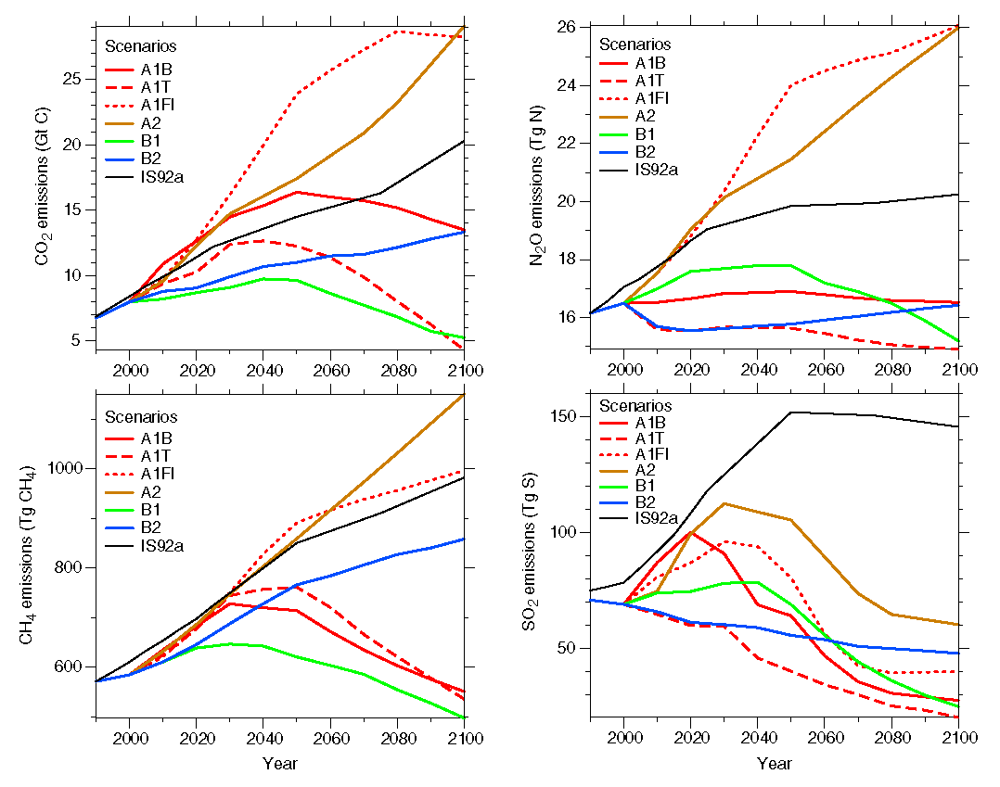 CO2 emissions (Gt C)
25
20
15
10
5
Scenarios
A1B
A1T
A1FI
A2
B1
B2
IS92a
2000 2020 2040 2060 2080 2100
N2O emissions (Tg N)
26
24
22
20
18
16
Scenarios
A1B
A1T
A1FI
A2
B1
B2
IS92a
2000 2020 2040 2060 2080 2100
CH4 emissions (Tg CH4)
1000
800
600
Scenarios
A1B
A1T
A1FI
A2
B1
B2
IS92a
2000 2020 2040 2060 2080 2100
Year
SO2 emissions (Tg S)
150
100
50
Scenarios
A1B
A1T
A1FI
A2
B1
B2
IS92a
2000 2020 2040 2060 2080 2100
Year